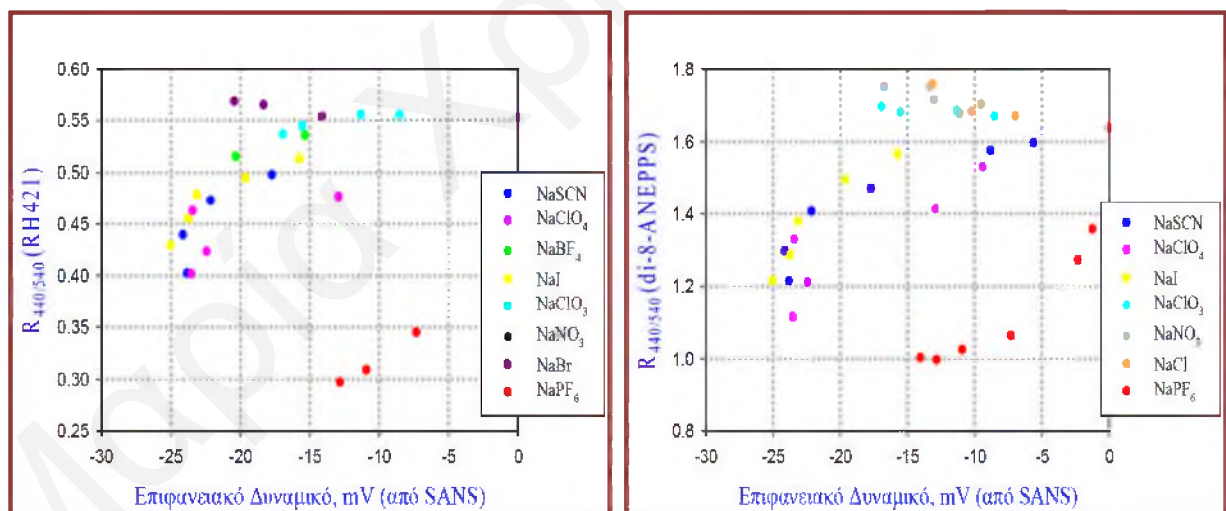 0.60
0.55
0.50
0.45
0.40
0.35
0.30
0.25
R440/540 (RH421)
-30 -25 -20 -15 -10 -5 0
Επιφανειακό Δυναμικό, mV (από SANS)
NaSCN
NaClO4
NaBF4
NaI
NaClO3
NaNO3
NaBr
NaPF6
1.8
1.6
1.4
1.2
1.0
0.8
R440/540 (di-8-ANEPPS)
-30 -25 -20 -15 -10 -5 0
Επιφανειακό Δυναμικό, mV (από SANS)
NaSCN
NaClO4
NaI
NaClO3
NaCl
NaPF6
Μαρία